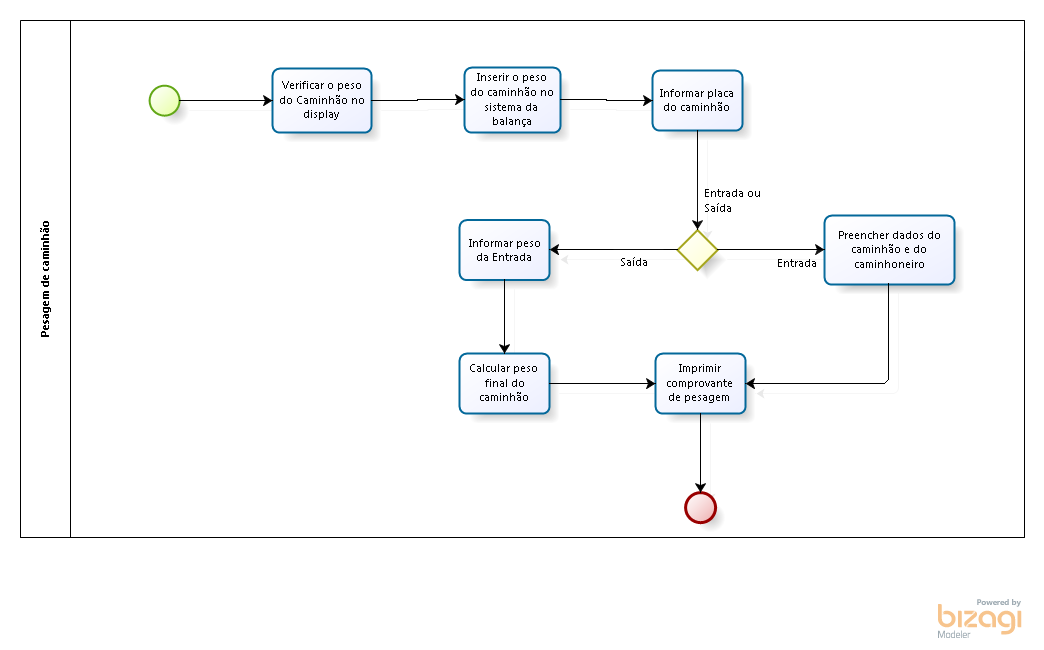 Pesagem de caminhão
Verificar o peso
do Caminhão no
display
Inserir o peso
do caminhão no
sistema da
balança
Informar placa
do caminhão
Entrada ou
Saída
Informar peso
da Entrada
Saída
Entrada
Preencher dados do
caminhão e do
caminhoneiro
Calcular peso
final do
caminhão
Imprimir
comprovante
de pesagem
Powered by
bizagi
Modeler